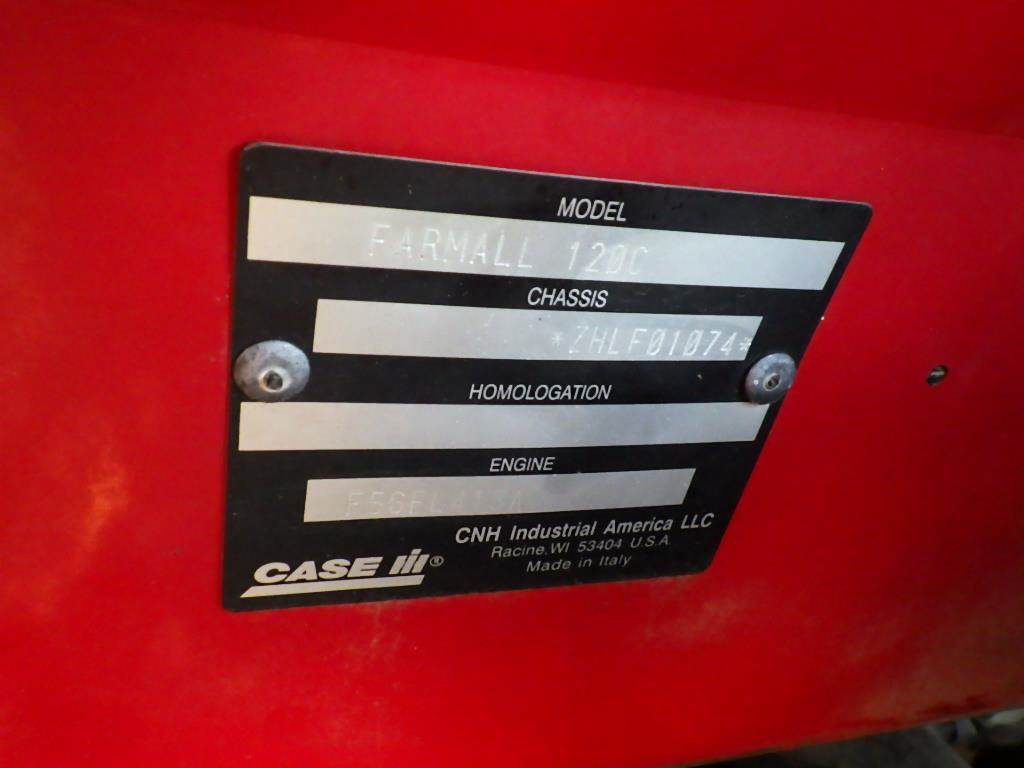 MODEL
FARMALL 120C
CHASSIS
*ZHLF01074*
HOMOLOGATION
ENGINE
CNH Industrial America LLC
Racine, WI 53404 U.S.A.
Made in Italy
CASE IH®